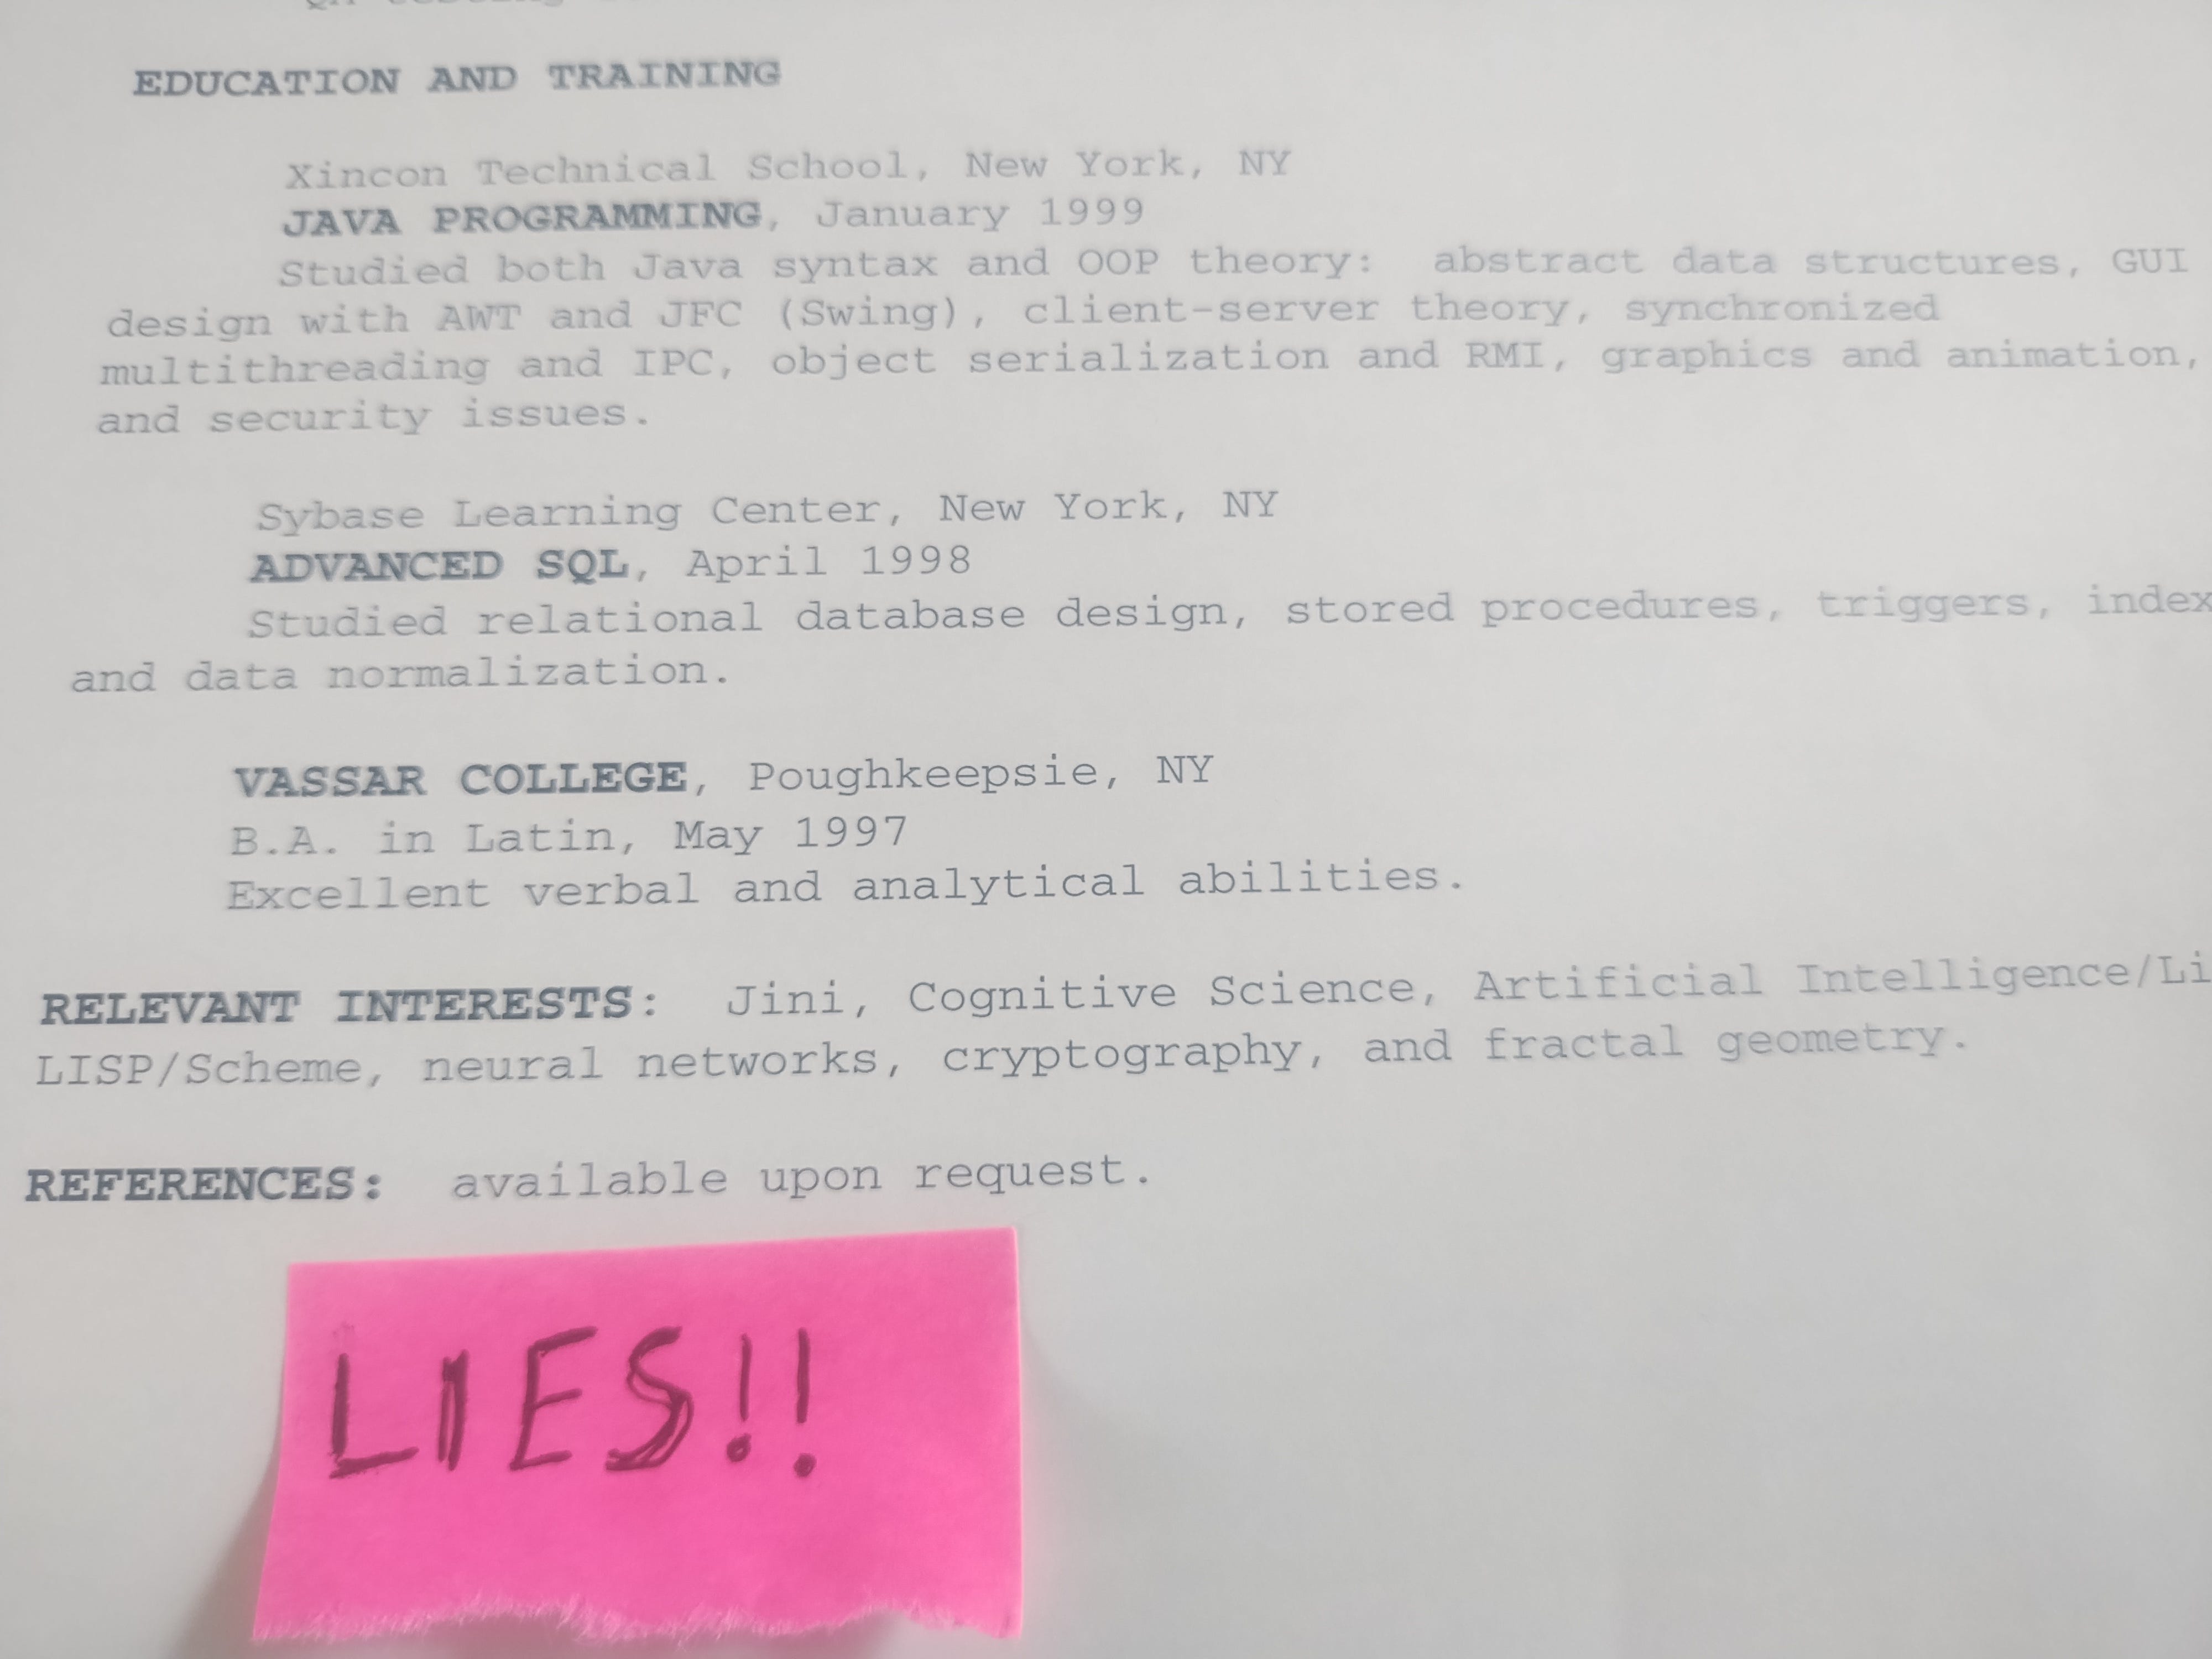 EDUCATION AND TRAINING
Xincon Technical School, New York, NY
JAVA PROGRAMMING, January 1999
Studied both Java syntax and OOP theory: abstract data structures, GUI
design with AWT and JFC (Swing), client-server theory, synchronized
multithreading and IPC, object serialization and RMI, graphics and animation,
and security issues.
Sybase Learning Center, New York, NY
ADVANCED SQL, April 1998
Studied relational database design, stored procedures, triggers, index
and data normalization.
VASSAR COLLEGE, Poughkeepsie, NY
B.A. in Latin, May 1997
Excellent verbal and analytical abilities.
RELEVANT INTERESTS: Jini, Cognitive Science, Artificial Intelligence/Li
LISP/Scheme, neural networks, cryptography, and fractal geometry.
REFERENCES: available upon request.
LIES!!